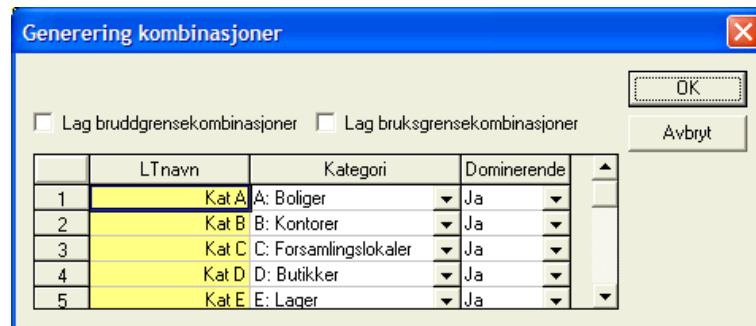 Generering kombinasjoner
OK
Lag bruddgrensekombinasjoner Lag bruksgrensekombinasjoner
Avbryt
LTnavn Kategori Dominerende
1 Kat A A: Boliger Ja
2 Kat B B: Kontorer Ja
3 Kat C C: Forsamlingslokaler Ja
4 Kat D D: Butikker Ja
5 Kat E E: Lager Ja